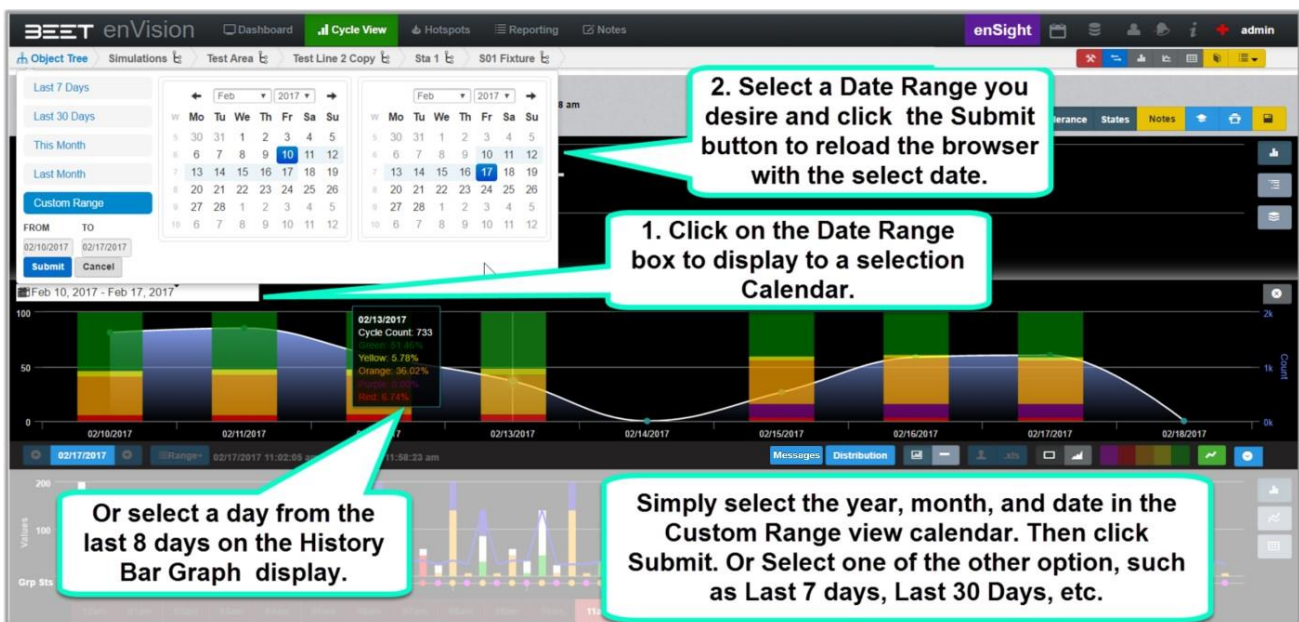 BEET enVision Dashboard Cycle View Hotspots Reporting Notes enSight admin
Object Tree Simulations Test Area Test Line 2 Copy Sta 1 S01 Fixture
Last 7 Days
Last 30 Days
This Month
Last Month
Custom Range
FROM TO
02/10/2017 02/17/2017
Submit Cancel
Feb 2017
W Mo Tu We Th Fr Sa Su
5 30 31 1 2 3 4 5
6 6 7 8 9 10 11 12
7 13 14 15 16 17 18 19
8 20 21 22 23 24 25 26
9 27 28 1 2 3 4 5
10 6 7 8 9 10 11 12
Feb 2017
W Mo Tu We Th Fr Sa Su
5 30 31 1 2 3 4 5
6 6 7 8 9 10 11 12
7 13 14 15 16 17 18 19
8 20 21 22 23 24 25 26
9 27 28 1 2 3 4 5
10 6 7 8 9 10 11 12
8 am
lerance States Notes
2. Select a Date Range you
desire and click the Submit
button to reload the browser
with the select date.
1. Click on the Date Range
box to display to a selection
Calendar.
Feb 10, 2017 - Feb 17, 2017
100
50
0
2k
1k
0k
Count
02/13/2017
Cycle Count: 733
Green: 51.46%
Yellow: 5.78%
Orange: 36.02%
Purple: 0.00%
Red: 6.74%
02/10/2017 02/11/2017 02/13/2017 02/14/2017 02/15/2017 02/16/2017 02/17/2017 02/18/2017
02/17/2017 Range 02/17/2017 11:02:05 am 11:58:23 am Messages Distribution .xls
200
100
Values
Grp Sts
Or select a day from the
last 8 days on the History
Bar Graph display.
Simply select the year, month, and date in the
Custom Range view calendar. Then click
Submit. Or Select one of the other option, such
as Last 7 days, Last 30 Days, etc.